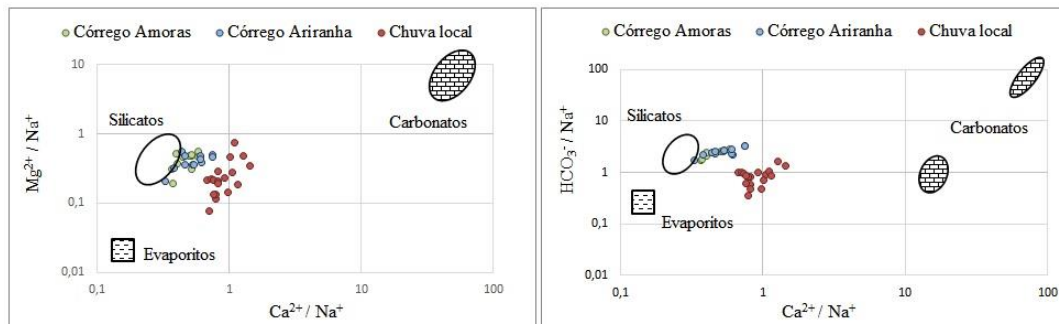 Córrego Amoras Córrego Ariranha Chuva local
10
1
0,1
0,01
Mg²⁺ / Na⁺
Silicatos
Carbonatos
Evaporitos
0,1 1 10 100
Ca²⁺ / Na⁺
Córrego Amoras Córrego Ariranha Chuva local
100
10
1
0,1
0,01
HCO₃⁻ / Na⁺
Silicatos
Carbonatos
Evaporitos
0,1 1 10 100
Ca²⁺ / Na⁺